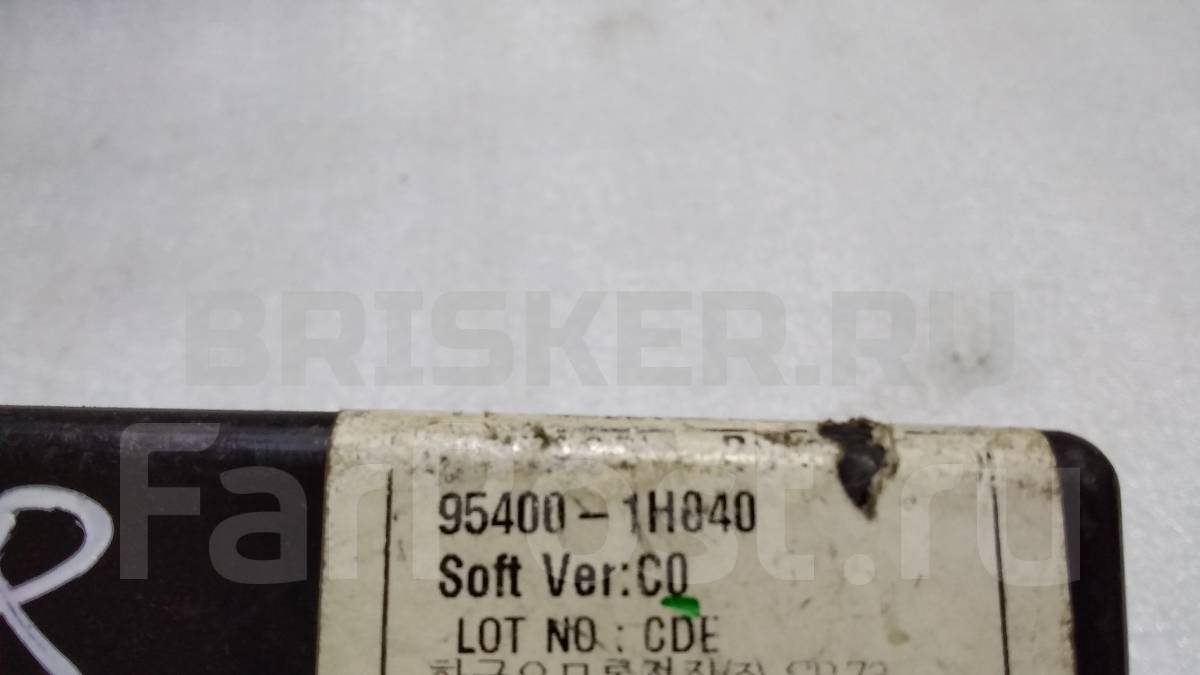 BRISKER.RU
FarPost.ru
R
95400-1H040
Soft Ver:C0
LOT NO : CDE